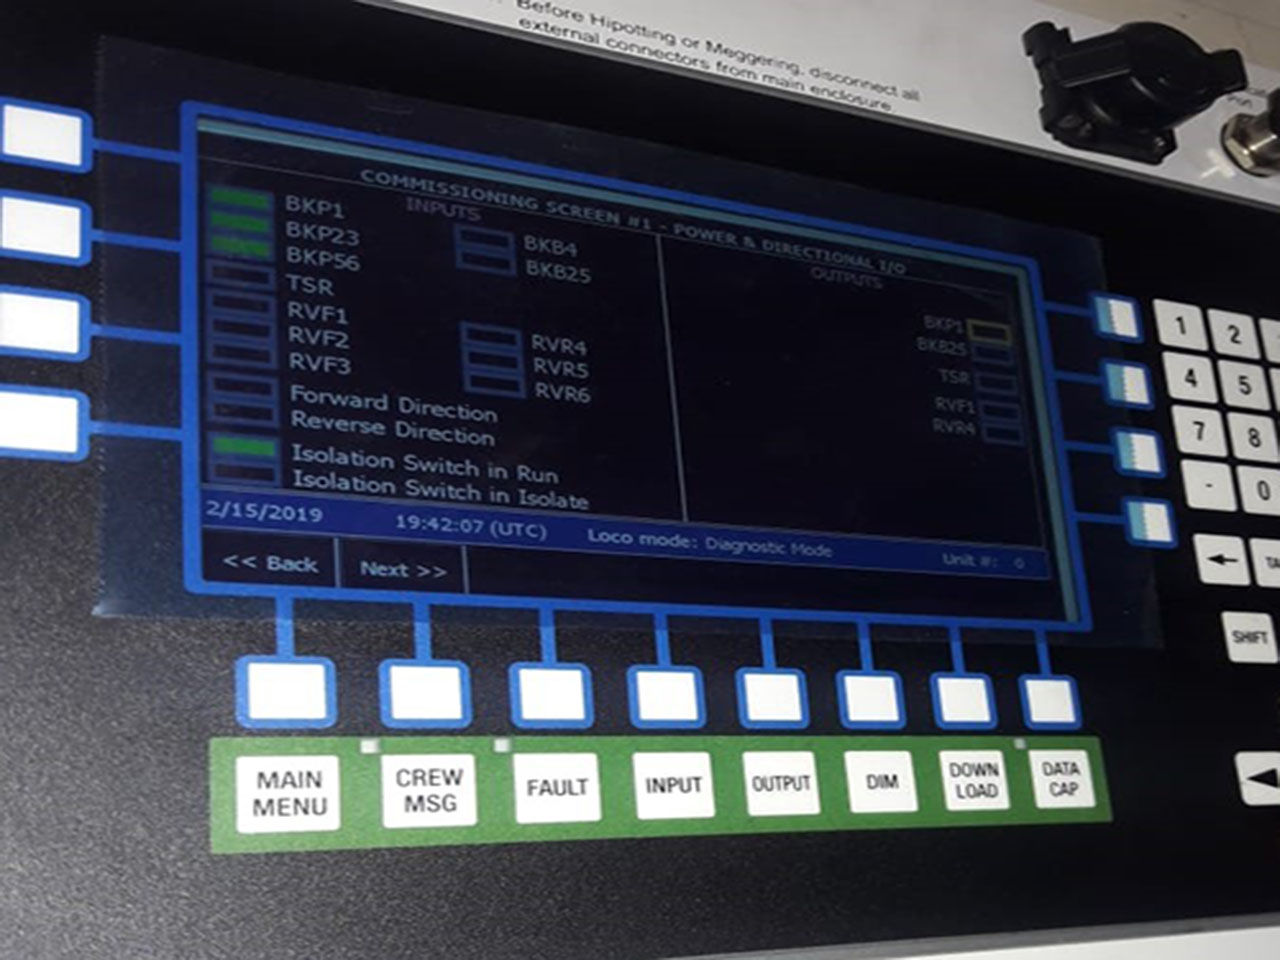 Before Hipotting or Meggering, disconnect all
external connectors from main enclosure
COMMISSIONING SCREEN #1 - POWER & DIRECTIONAL I/O
INPUTS
OUTPUTS
BKP1
BKP23
BKP56
TSR
RVF1
RVF2
RVF3
BKB4
BKB25
RVR4
RVR5
RVR6
Forward Direction
Reverse Direction
Isolation Switch in Run
Isolation Switch in Isolate
BKP1
BKB25
TSR
RVF1
RVR4
2/15/2019 19:42:07 (UTC) Loco mode: Diagnostic Mode Unit #: 0
<< Back Next >>
1 2
4 5
7 8
- 0
TA
SHIFT
MAIN
MENU
CREW
MSG
FAULT
INPUT
OUTPUT
DIM
DOWN
LOAD
DATA
CAP